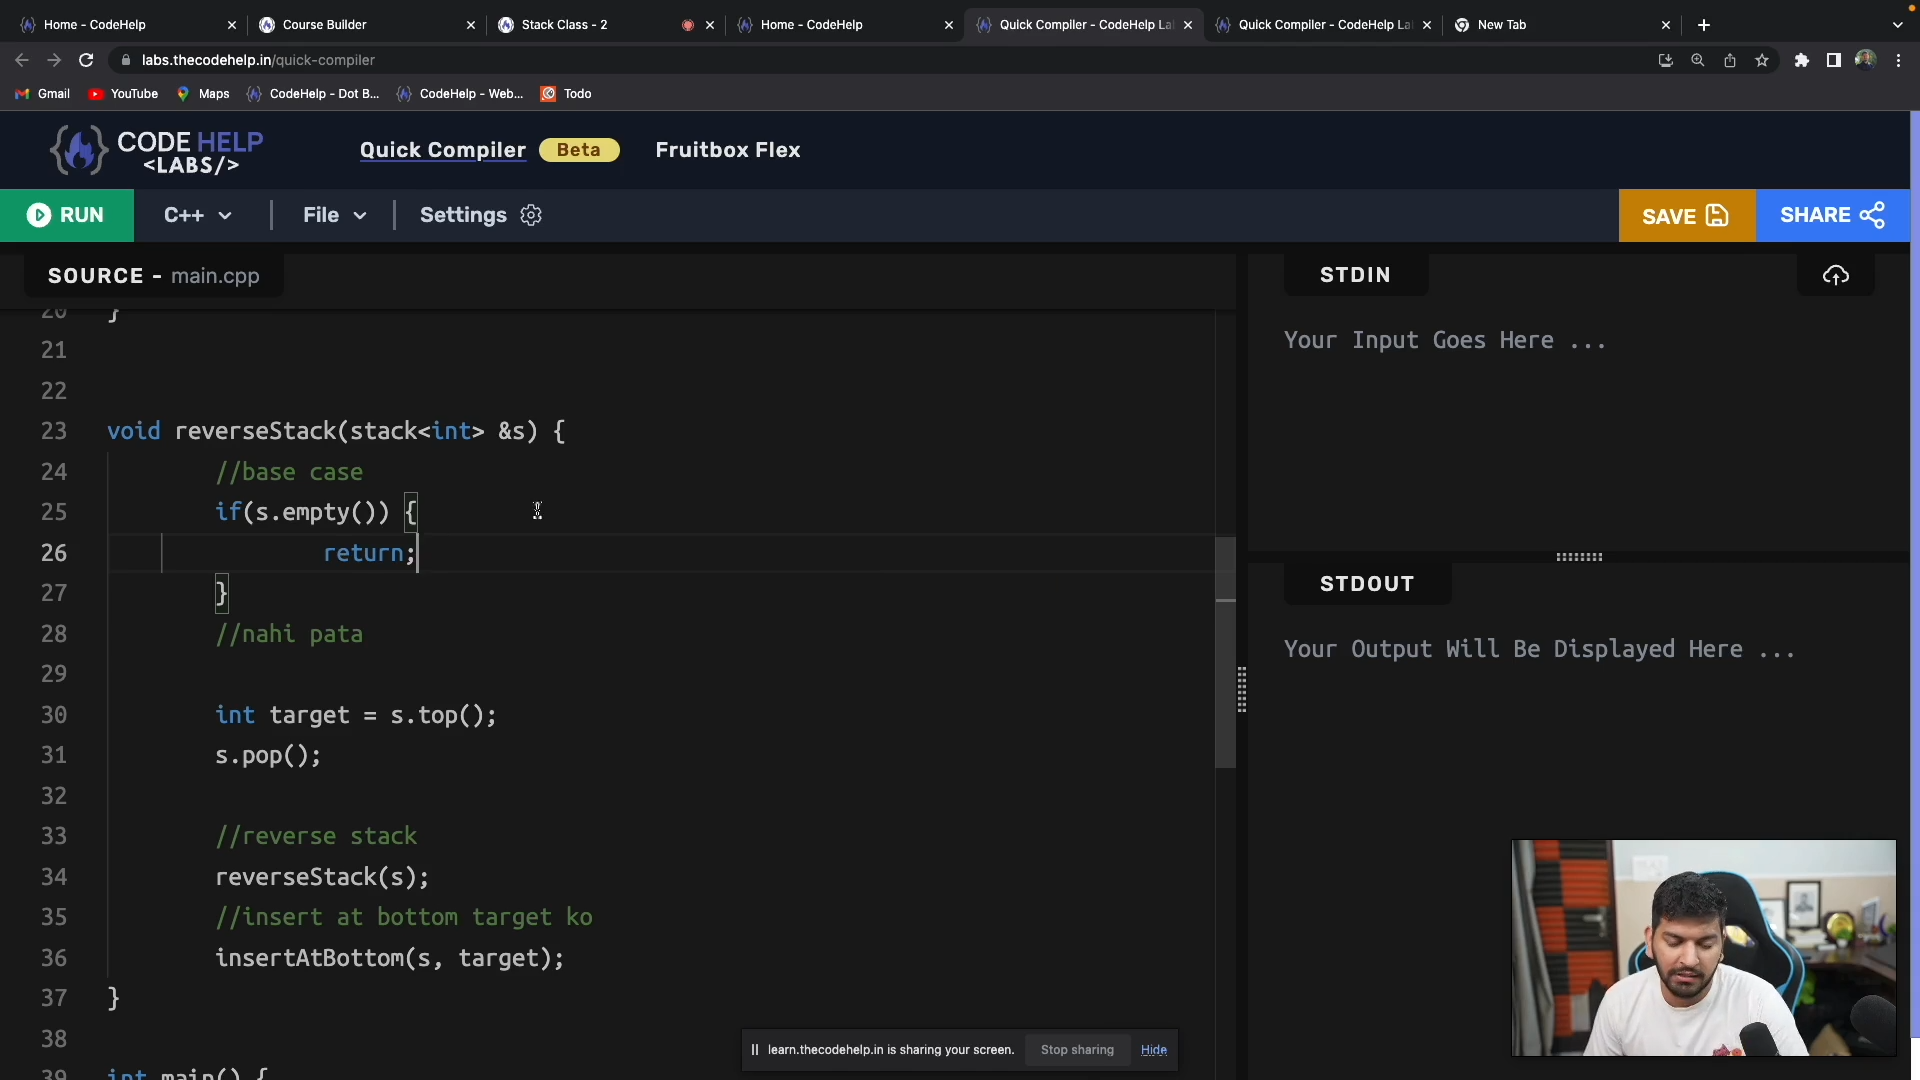 Home - CodeHelp
Course Builder
Stack Class - 2
Home - CodeHelp
Quick Compiler - CodeHelp La
Quick Compiler - CodeHelp La
New Tab
labs.thecodehelp.in/quick-compiler
Gmail
YouTube
Maps
CodeHelp - Dot B...
CodeHelp - Web...
Todo
CODE HELP
<LABS/>
Quick Compiler
Beta
Fruitbox Flex
RUN
C++
File
Settings
SAVE
SHARE
SOURCE - main.cpp
20 }
21
22
23 void reverseStack(stack<int> &s) {
24 //base case
25 if(s.empty()) {
26 return;
27 }
28 //nahi pata
29
30 int target = s.top();
31 s.pop();
32
33 //reverse stack
34 reverseStack(s);
35 //insert at bottom target ko
36 insertAtBottom(s, target);
37 }
38
39 int main() {
STDIN
Your Input Goes Here ...
STDOUT
Your Output Will Be Displayed Here ...
learn.thecodehelp.in is sharing your screen.
Stop sharing
Hide